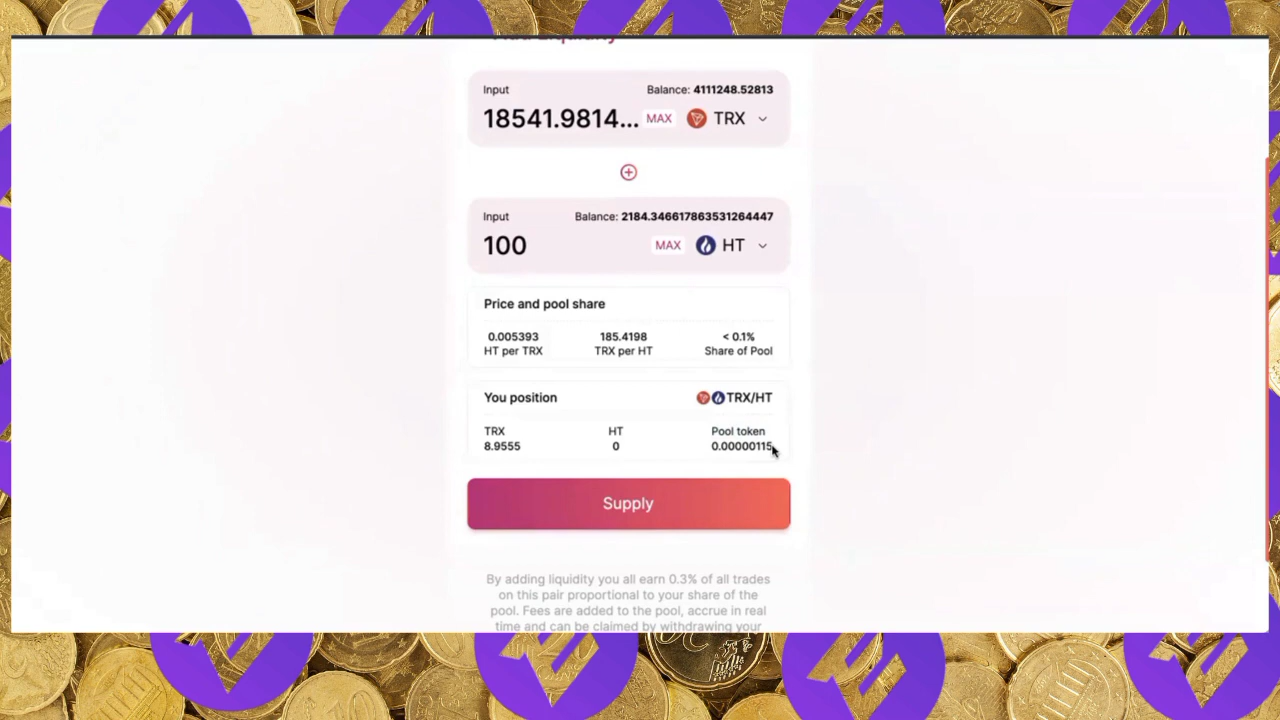 Add Liquidity
Input Balance: 4111248.52813
18541.9814... MAX TRX
Input Balance: 2184.346617863531264447
100 MAX HT
Price and pool share
0.005393 185.4198 < 0.1%
HT per TRX TRX per HT Share of Pool
You position TRX/HT
TRX HT Pool token
8.9555 0 0.00000115
Supply
By adding liquidity you all earn 0.3% of all trades
on this pair proportional to your share of the
pool. Fees are added to the pool, accrue in real
time and can be claimed by withdrawing your